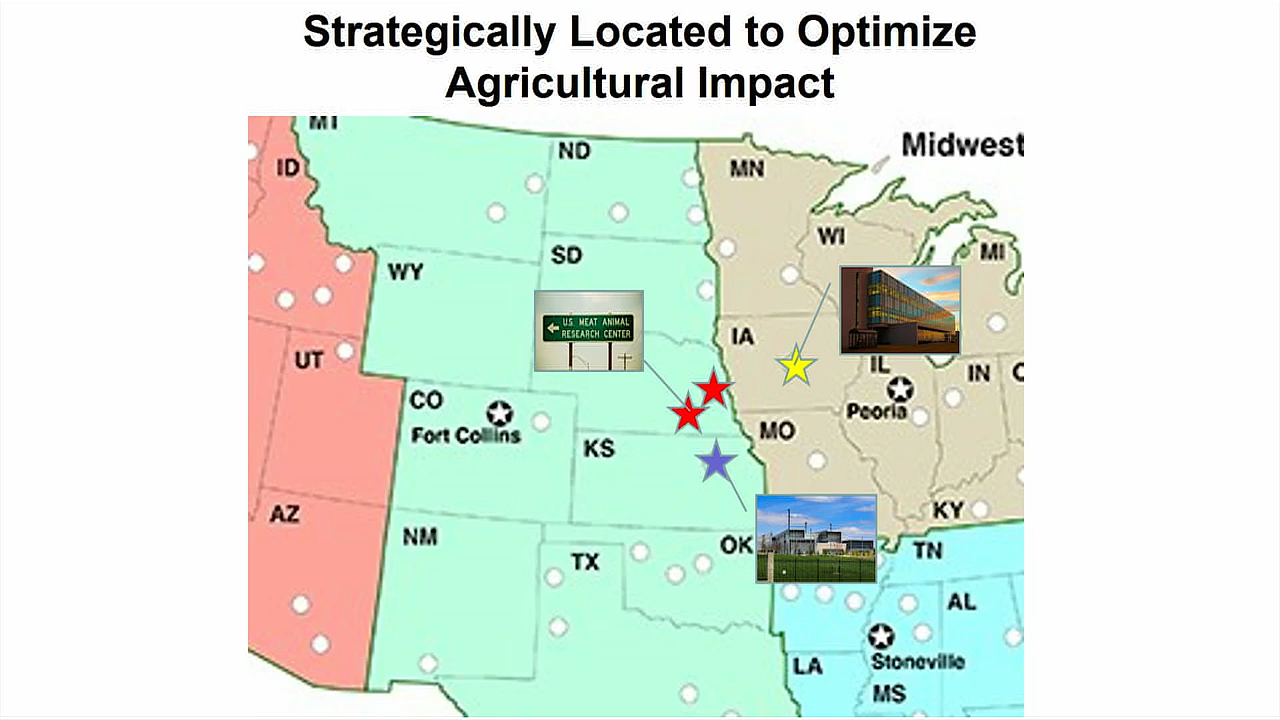 Strategically Located to Optimize
Agricultural Impact
MT
ND
MN
Midwest
ID
WI
MI
WY
SD
U.S. MEAT ANIMAL
RESEARCH CENTER
IA
UT
IL
IN
CO
Peoria
Fort Collins
MO
KS
AZ
KY
NM
OK
TN
TX
AL
Stoneville
LA
MS